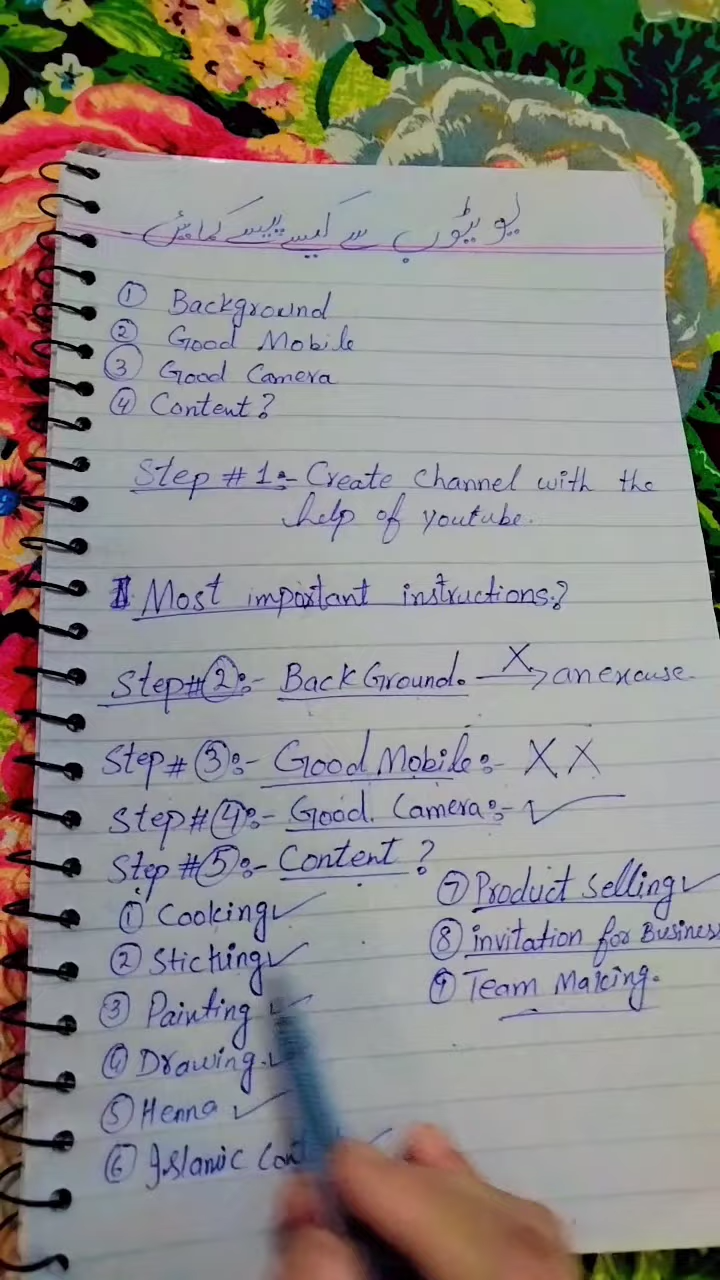 یوٹیوب سے کیسے پیسے کمایئں۔
① Background
② Good Mobile
③ Good Camera
④ Content?
Step #1:- Create channel with the
help of youtube.
Most important instructions:?
Step#②:- BackGround. X → an excuse.
Step#③:- Good Mobile:- X X
Step#④:- Good. Camera:- ✓
Step #⑤:- Content?
① Cooking ✓
② Stiching ✓
③ Painting ✓
④ Drawing. ✓
⑤ Henna ✓
⑥ Islamic
⑦ Product selling ✓
⑧ invitation for Business
⑨ Team Making.